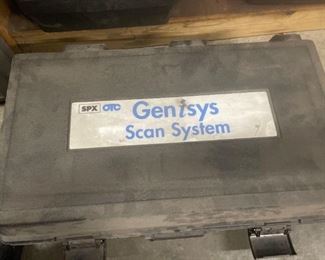 SPX OTC Genisys
Scan System